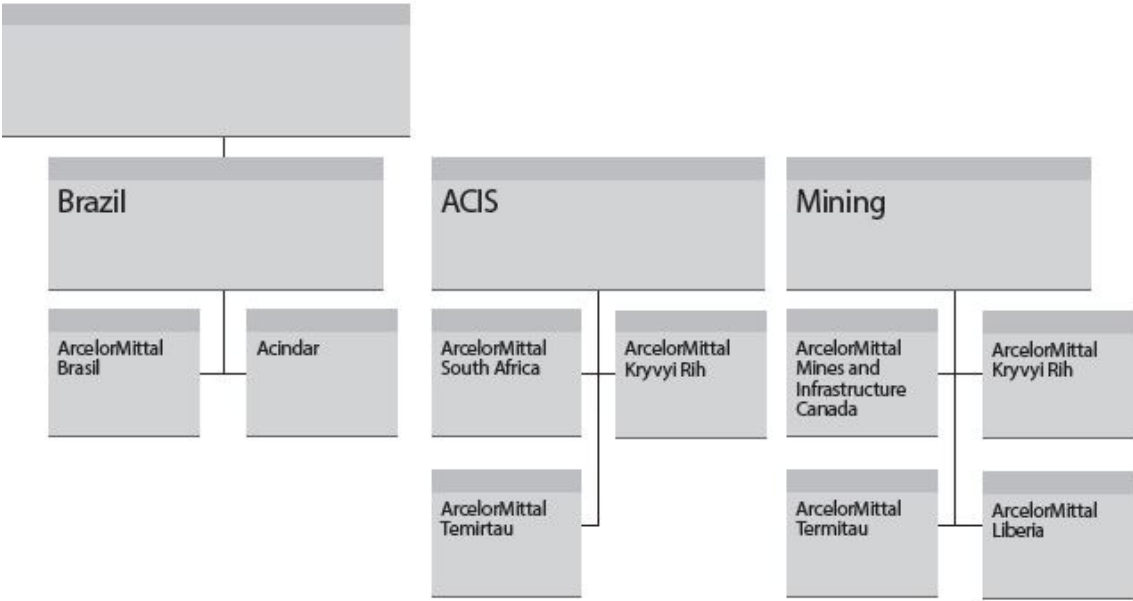 Brazil
ACIS
Mining
ArcelorMittal
Brasil
Acindar
ArcelorMittal
South Africa
ArcelorMittal
Kryvyi Rih
ArcelorMittal
Mines and
Infrastructure
Canada
ArcelorMittal
Kryvyi Rih
ArcelorMittal
Temirtau
ArcelorMittal
Termitau
ArcelorMittal
Liberia